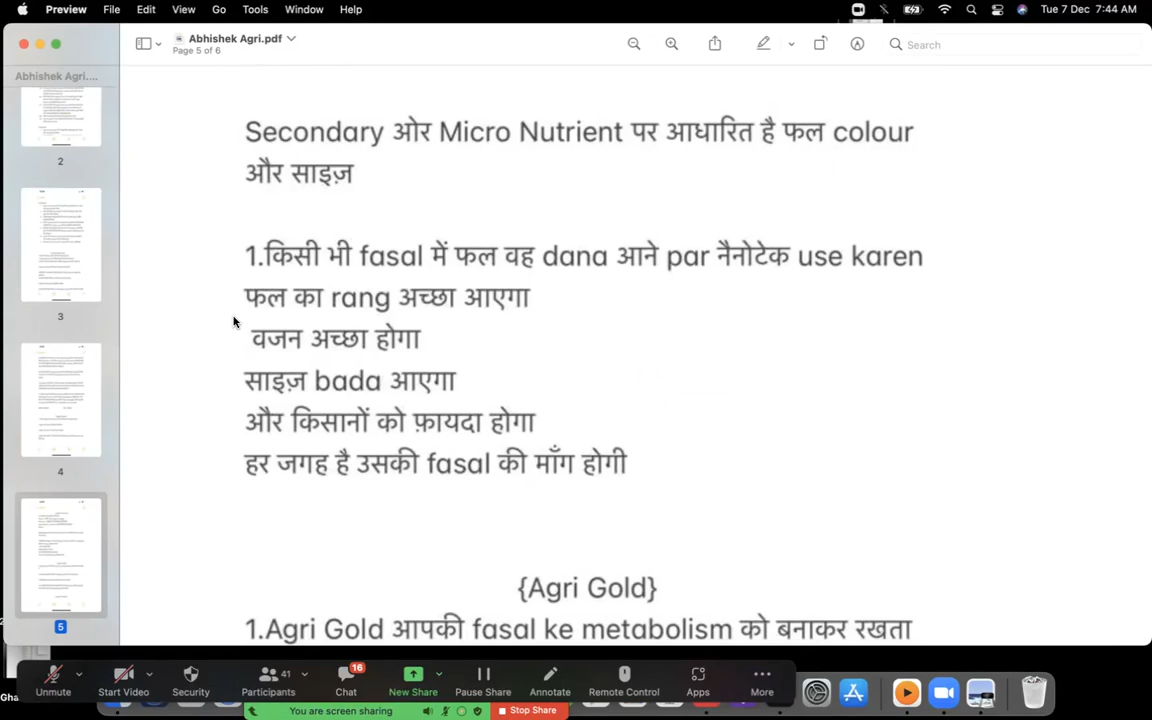 Preview File Edit View Go Tools Window Help Tue 7 Dec 7:44 AM
Abhishek Agri.pdf
Page 5 of 6
Search
Abhishek Agri....
2
3
4
5
Secondary ओर Micro Nutrient पर आधारित है फल colour
और साइज़
1.किसी भी fasal में फल वह dana आने par नैनोटेक use karen
फल का rang अच्छा आएगा
वजन अच्छा होगा
साइज़ bada आएगा
और किसानों को फ़ायदा होगा
हर जगह है उसकी fasal की माँग होगी
{Agri Gold}
1.Agri Gold आपकी fasal ke metabolism को बनाकर रखता
41 16
Unmute Start Video Security Participants Chat New Share Pause Share Annotate Remote Control Apps More
You are screen sharing Stop Share